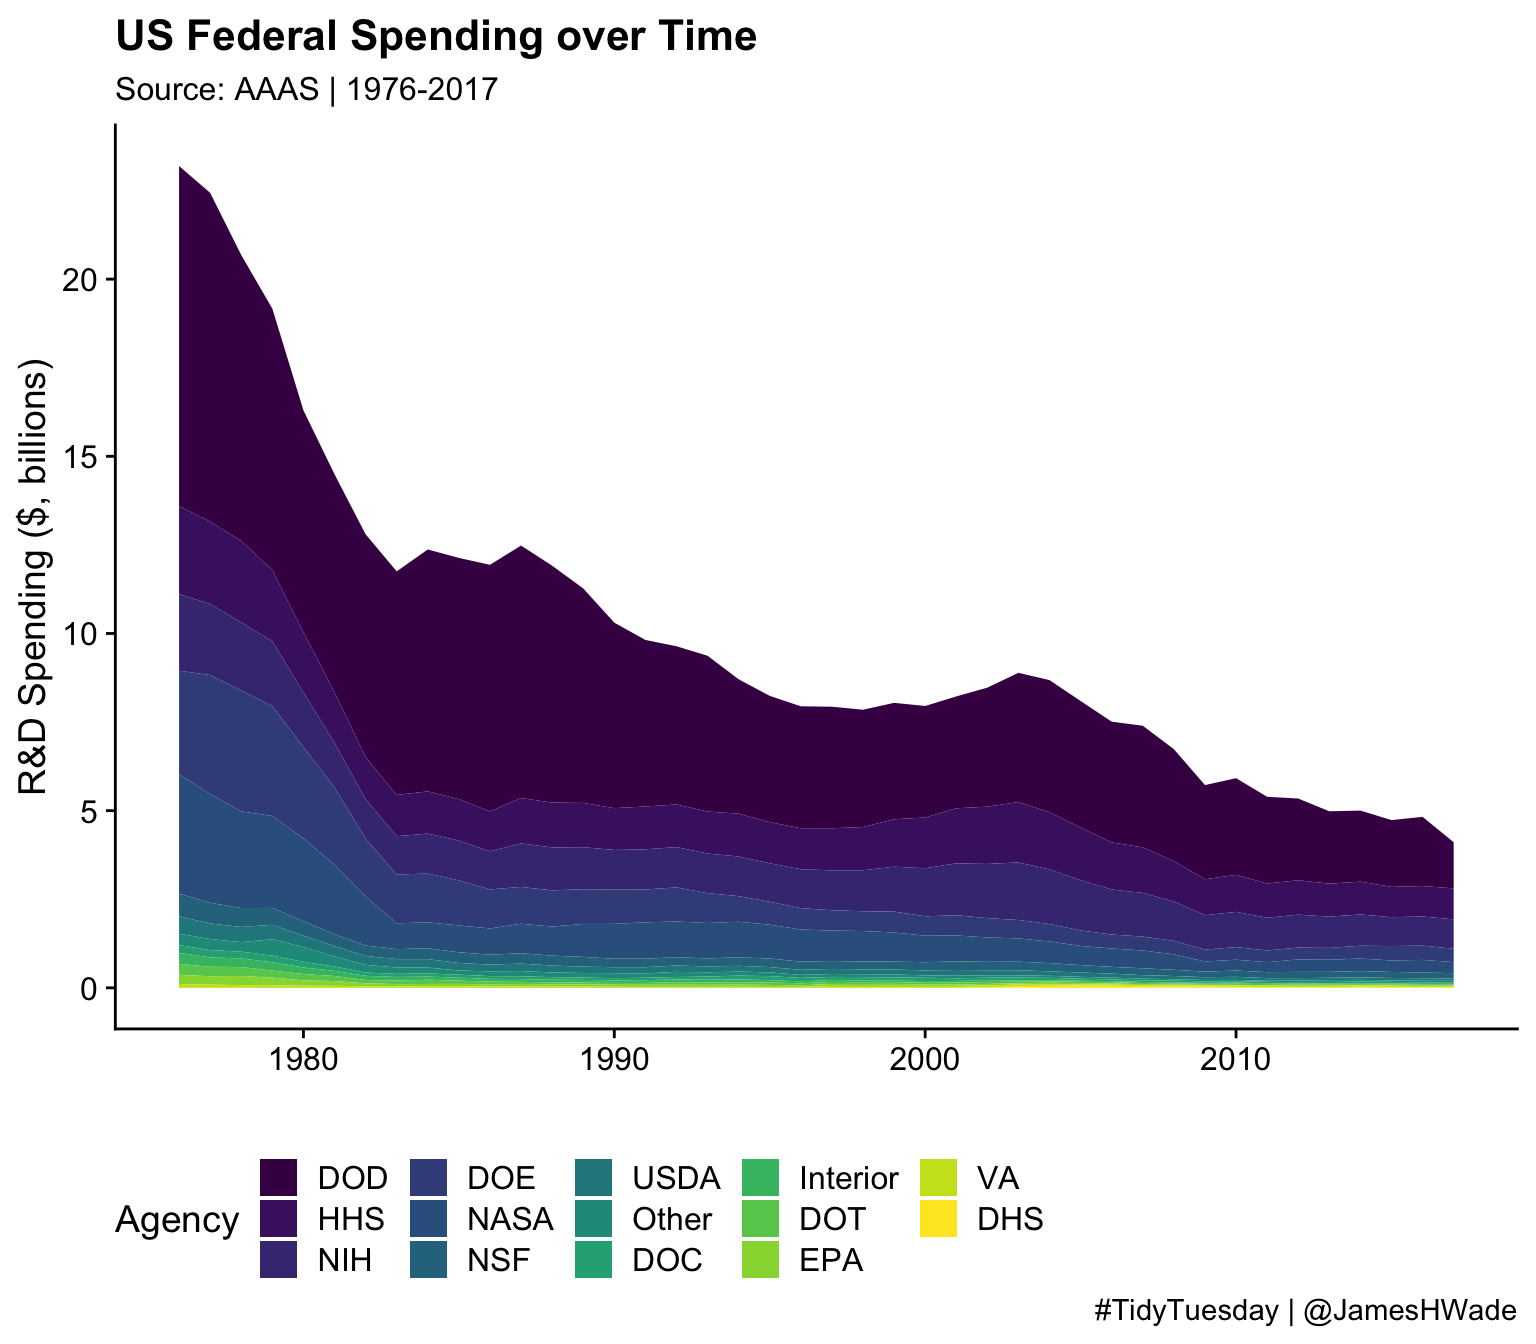 US Federal Spending over Time
Source: AAAS | 1976-2017
R&D Spending ($, billions)
20
15
10
5
0
1980 1990 2000 2010
Agency
DOD DOE USDA Interior VA
HHS NASA Other DOT DHS
NIH NSF DOC EPA
#TidyTuesday | @JamesHWade